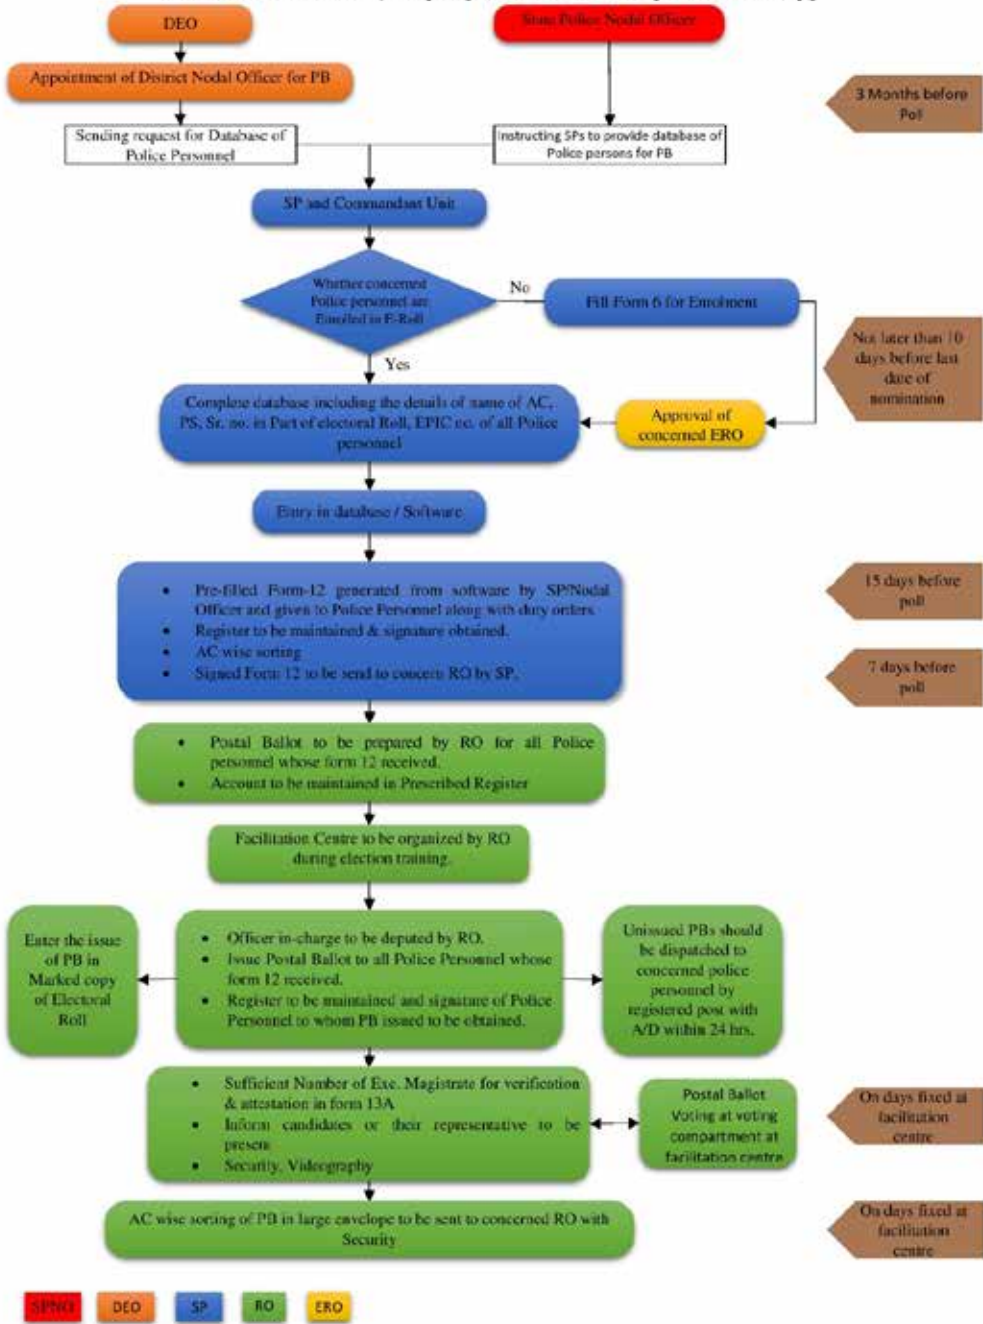 DEO
State Police Nodal Officer
Appointment of District Nodal Officer for PB
3 Months before
Poll
Sending request for Database of
Police Personnel
Instructing SPs to provide database of
Police persons for PB
SP and Commandant Unit
Whether concerned
Police personnel are
Enrolled in E-Roll
No
Fill Form 6 for Enrolment
Yes
Not later than 10
days before last
date of
nomination
Complete database including the details of name of AC,
PS, Sr. no. in Part of electoral Roll, EPIC no. of all Police
personnel
Approval of
concerned ERO
Entry in database / Software
• Pre-filled Form-12 generated from software by SP/Nodal
Officer and given to Police Personnel along with duty orders.
• Register to be maintained & signature obtained.
• AC wise sorting
• Signed Form 12 to be send to concern RO by SP.
15 days before
poll
7 days before
poll
• Postal Ballot to be prepared by RO for all Police
personnel whose form 12 received.
• Account to be maintained in Prescribed Register
Facilitation Centre to be organized by RO
during election training.
Enter the issue
of PB in
Marked copy
of Electoral
Roll
• Officer in-charge to be deputed by RO.
• Issue Postal Ballot to all Police Personnel whose
form 12 received.
• Register to be maintained and signature of Police
Personnel to whom PB issued to be obtained.
Unissued PBs should
be dispatched to
concerned police
personnel by
registered post with
A/D within 24 hrs.
• Sufficient Number of Exe. Magistrate for verification
& attestation in form 13A
• Inform candidates or their representative to be
present
• Security, Videography
Postal Ballot
Voting at voting
compartment at
facilitation centre
On days fixed at
facilitation
centre
AC wise sorting of PB in large envelope to be sent to concerned RO with
Security
On days fixed at
facilitation
centre
SPNO
DEO
SP
RO
ERO